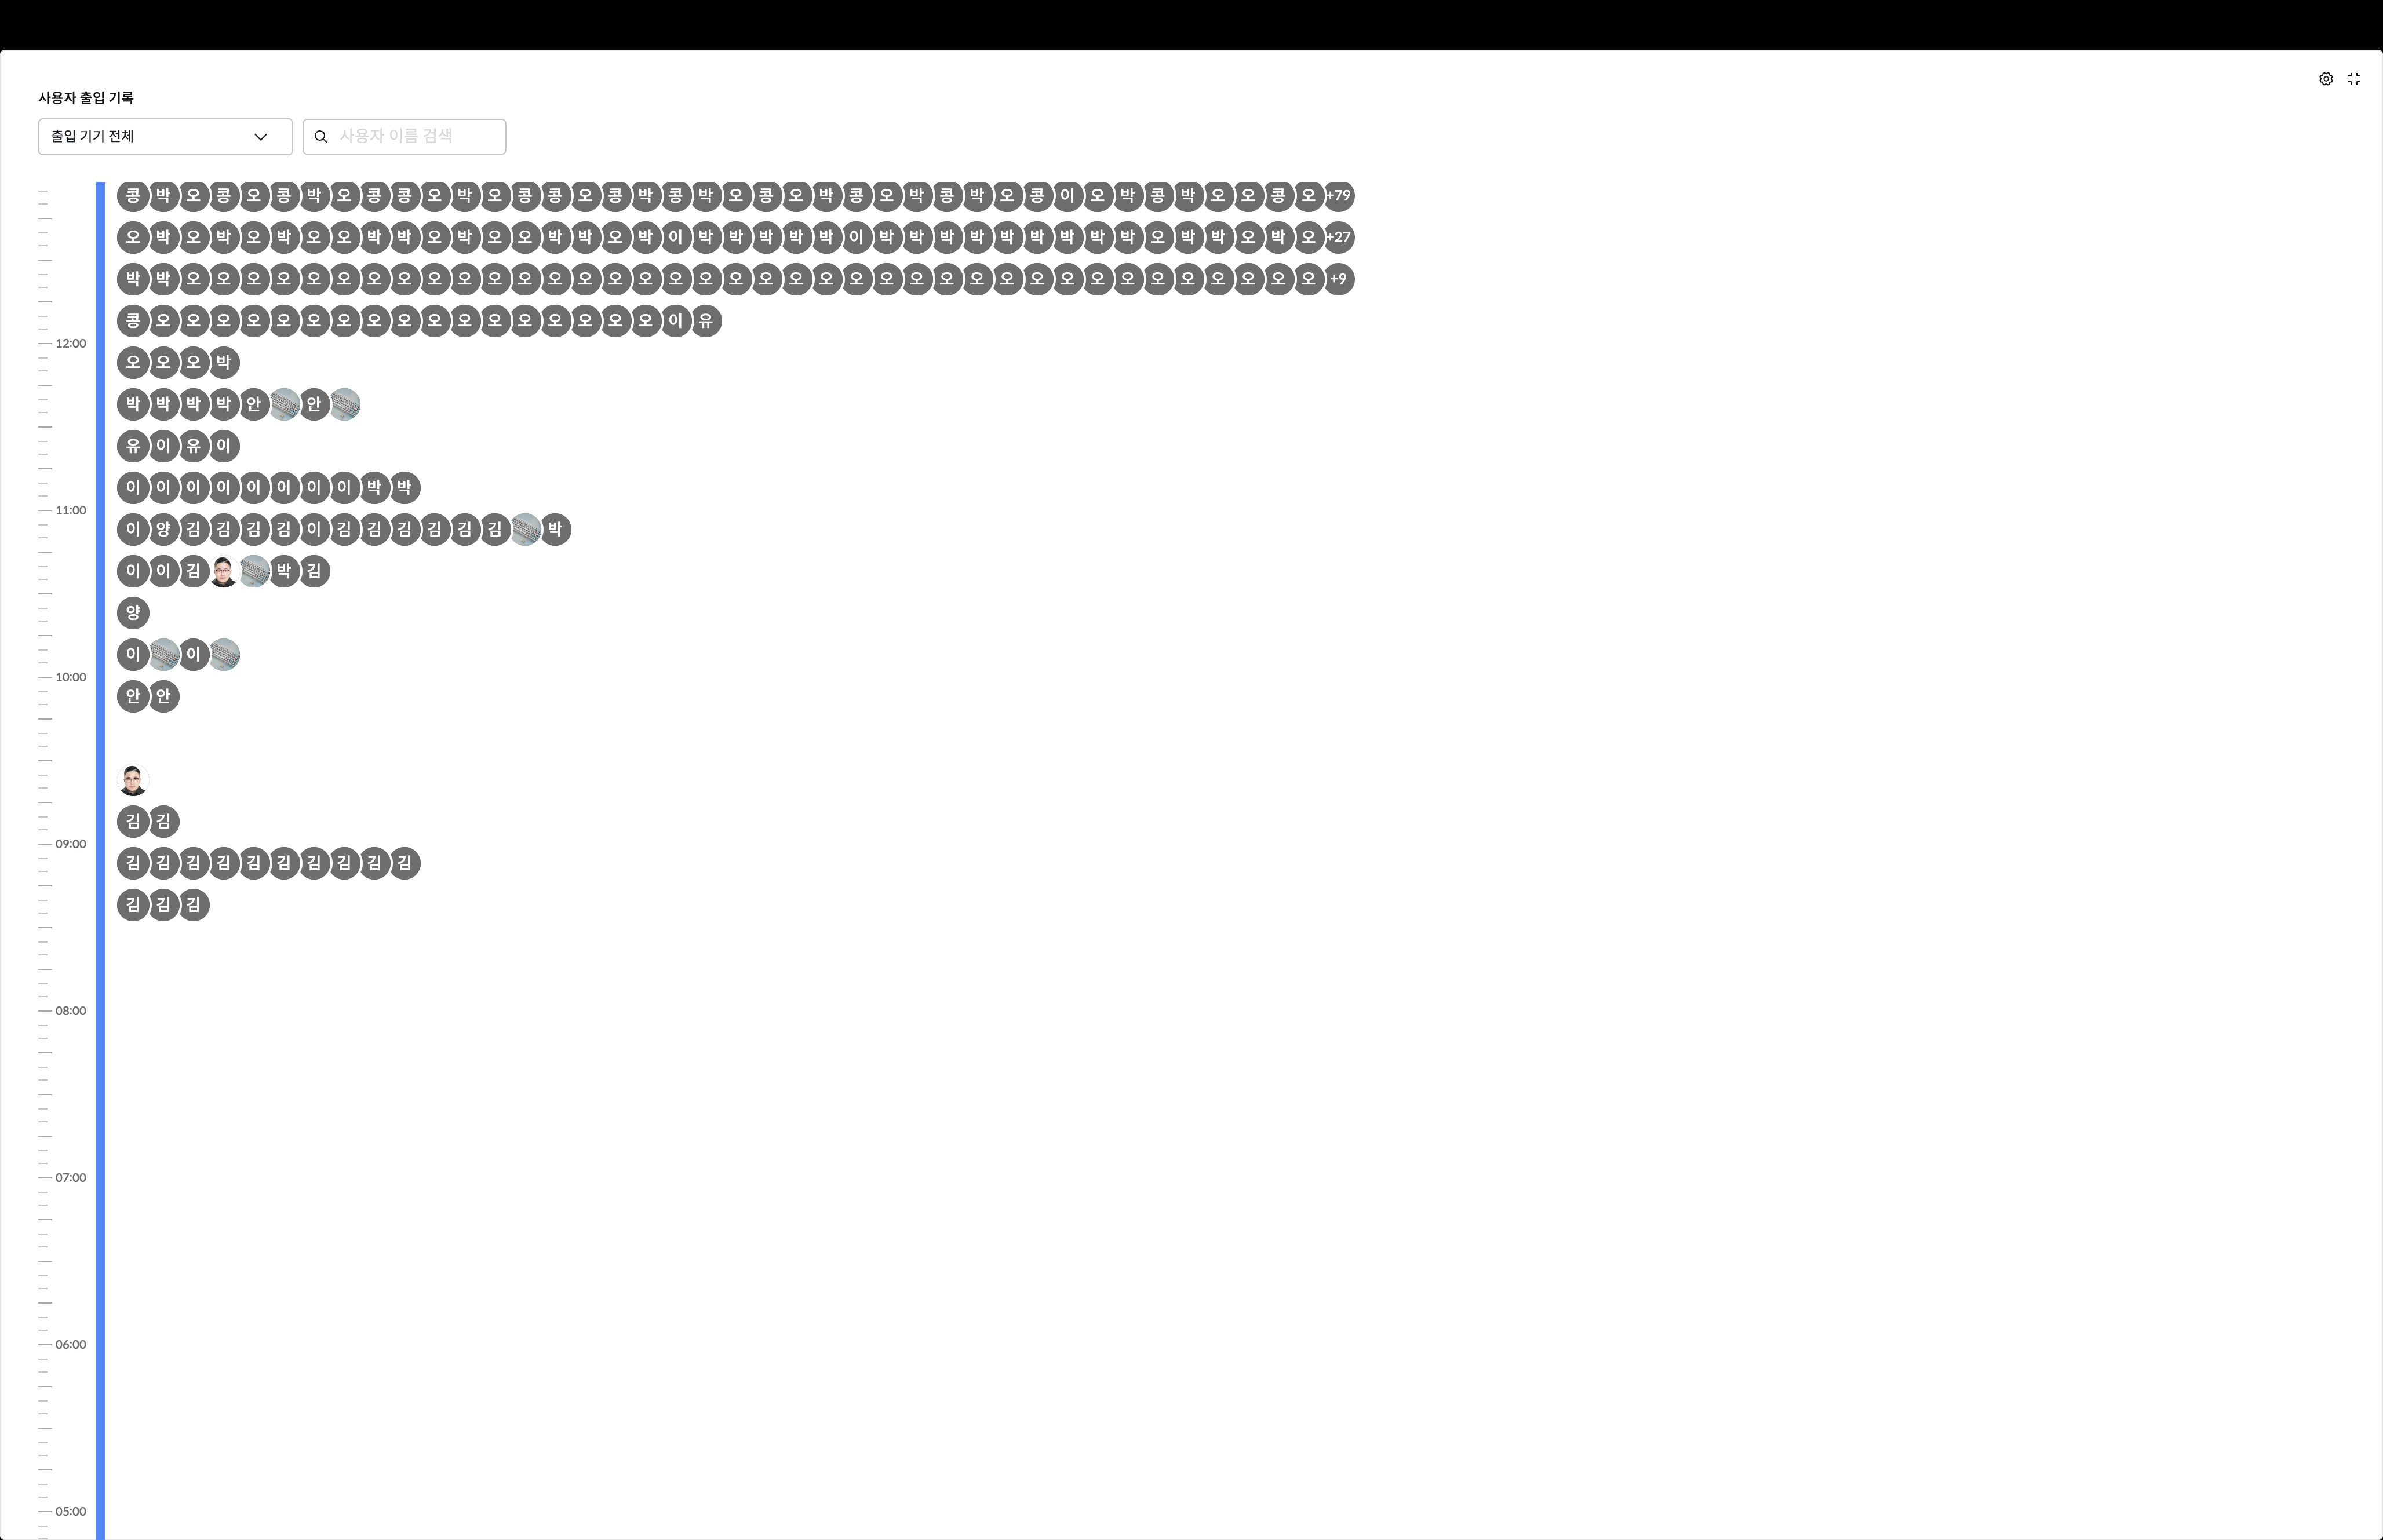 사용자 출입 기록
출입 기기 전체
사용자 이름 검색
콩 박 오 콩 오 콩 박 오 콩 콩 오 박 오 콩 콩 오 콩 박 콩 박 오 콩 오 박 콩 오 박 콩 박 오 콩 이 오 박 콩 박 오 오 콩 오 +79
오 박 오 박 오 박 오 오 박 박 오 박 오 오 박 박 오 박 이 박 박 박 박 박 이 박 박 박 박 박 박 박 박 박 오 박 박 오 박 오 +27
박 박 오 오 오 오 오 오 오 오 오 오 오 오 오 오 오 오 오 오 오 오 오 오 오 오 오 오 오 오 오 오 오 오 오 오 오 오 오 오 +9
콩 오 오 오 오 오 오 오 오 오 오 오 오 오 오 오 오 오 이 유
12:00
오 오 오 박
박 박 박 박 안 안
유 이 유 이
이 이 이 이 이 이 이 이 박 박
11:00
이 양 김 김 김 김 이 김 김 김 김 김 김 박
이 이 김 박 김
양
이 이
10:00
안 안
김 김
09:00
김 김 김 김 김 김 김 김 김 김
김 김 김
08:00
07:00
06:00
05:00